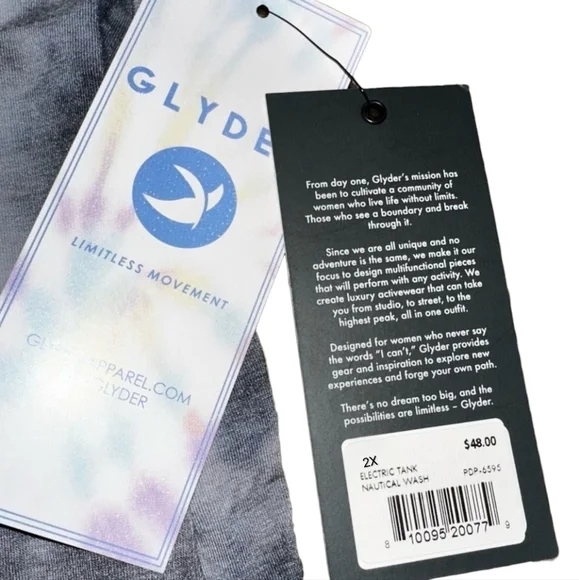 GLYDE
LIMITLESS MOVEMENT
APPAREL.COM
GLYDER
From day one, Glyder's mission has
been to cultivate a community of
women who live life without limits.
Those who see a boundary and break
through it.
Since we are all unique and no
adventure is the same, we make it our
focus to design multifunctional pieces
that will perform with any activity. We
create luxury activewear that can take
you from studio, to street, to the
highest peak, all in one outfit.
Designed for women who never say
the words "I can't," Glyder provides
gear and inspiration to explore new
experiences and forge your own path.
There's no dream too big, and the
possibilities are limitless – Glyder.
2X $48.00
ELECTRIC TANK PDP-6595
NAUTICAL WASH
8 10095 20077 9